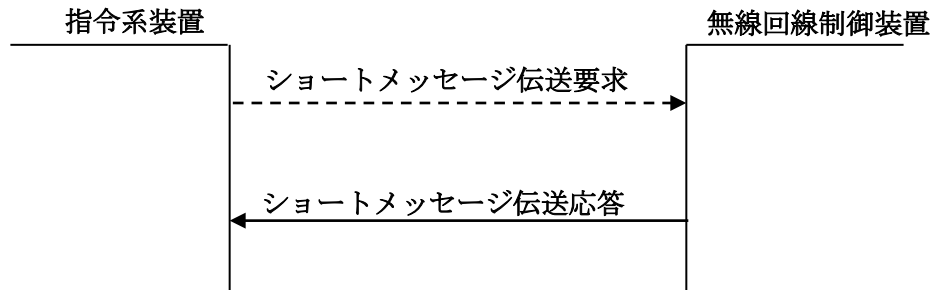 指令系装置
無線回線制御装置
ショートメッセージ伝送要求
ショートメッセージ伝送応答